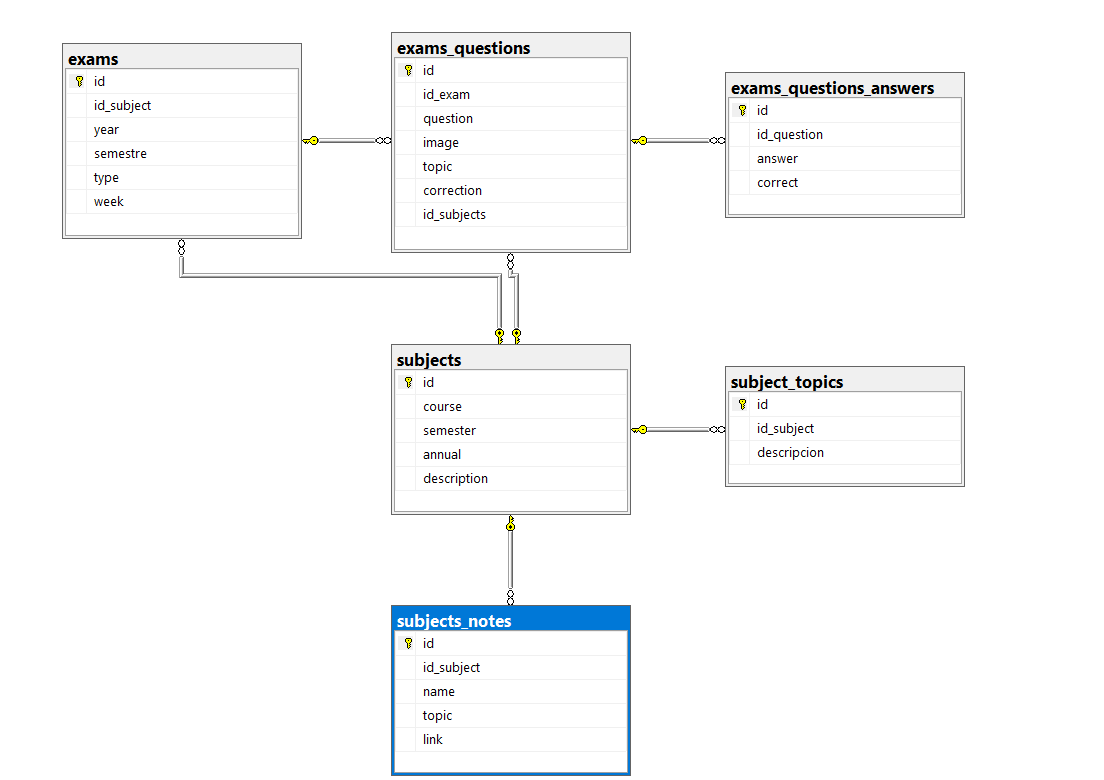 exams
id
id_subject
year
semestre
type
week
exams_questions
id
id_exam
question
image
topic
correction
id_subjects
exams_questions_answers
id
id_question
answer
correct
subjects
id
course
semester
annual
description
subject_topics
id
id_subject
descripcion
subjects_notes
id
id_subject
name
topic
link